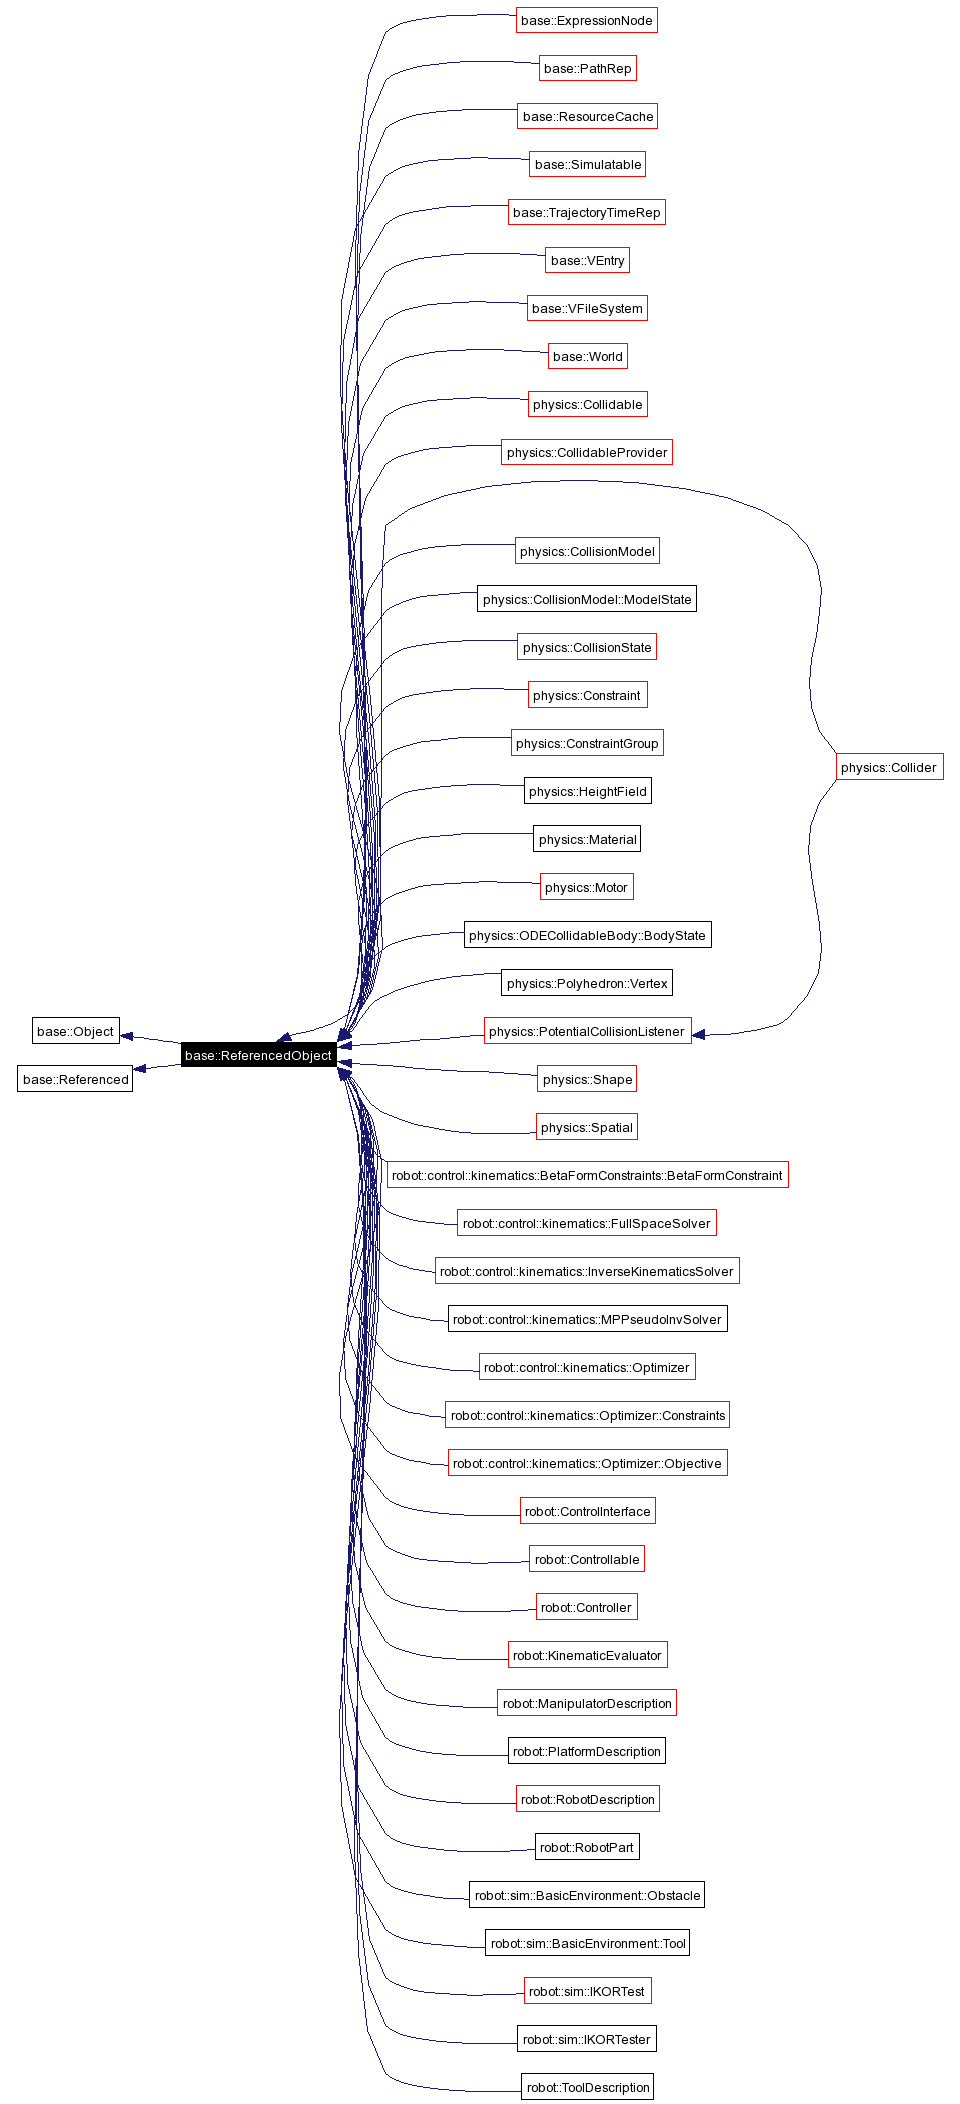 base::ExpressionNode
base::PathRep
base::ResourceCache
base::Simulatable
base::TrajectoryTimeRep
base::VEntry
base::VFileSystem
base::World
physics::Collidable
physics::CollidableProvider
physics::CollisionModel
physics::CollisionModel::ModelState
physics::CollisionState
physics::Constraint
physics::ConstraintGroup
physics::Collider
physics::HeightField
physics::Material
physics::Motor
physics::ODECollidableBody::BodyState
physics::Polyhedron::Vertex
base::Object
physics::PotentialCollisionListener
base::ReferencedObject
base::Referenced
physics::Shape
physics::Spatial
robot::control::kinematics::BetaFormConstraints::BetaFormConstraint
robot::control::kinematics::FullSpaceSolver
robot::control::kinematics::InverseKinematicsSolver
robot::control::kinematics::MPPseudoInvSolver
robot::control::kinematics::Optimizer
robot::control::kinematics::Optimizer::Constraints
robot::control::kinematics::Optimizer::Objective
robot::ControlInterface
robot::Controllable
robot::Controller
robot::KinematicEvaluator
robot::ManipulatorDescription
robot::PlatformDescription
robot::RobotDescription
robot::RobotPart
robot::sim::BasicEnvironment::Obstacle
robot::sim::BasicEnvironment::Tool
robot::sim::IKORTest
robot::sim::IKORTester
robot::ToolDescription